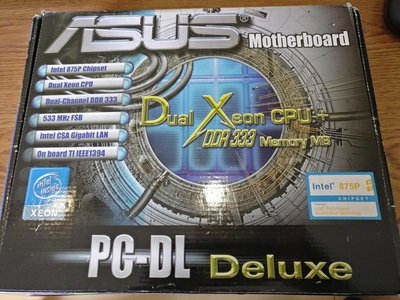 ASUS®
Motherboard
Intel 875P Chipset
Dual Xeon CPU
Dual-Channel DDR 333
533 MHz FSB
Intel CSA Gigabit LAN
On board TI IEEE1394
Dual Xeon CPU+
DDR 333 Memory MB
intel inside
XEON
Intel® 875P
CHIPSET
PC-DL Deluxe